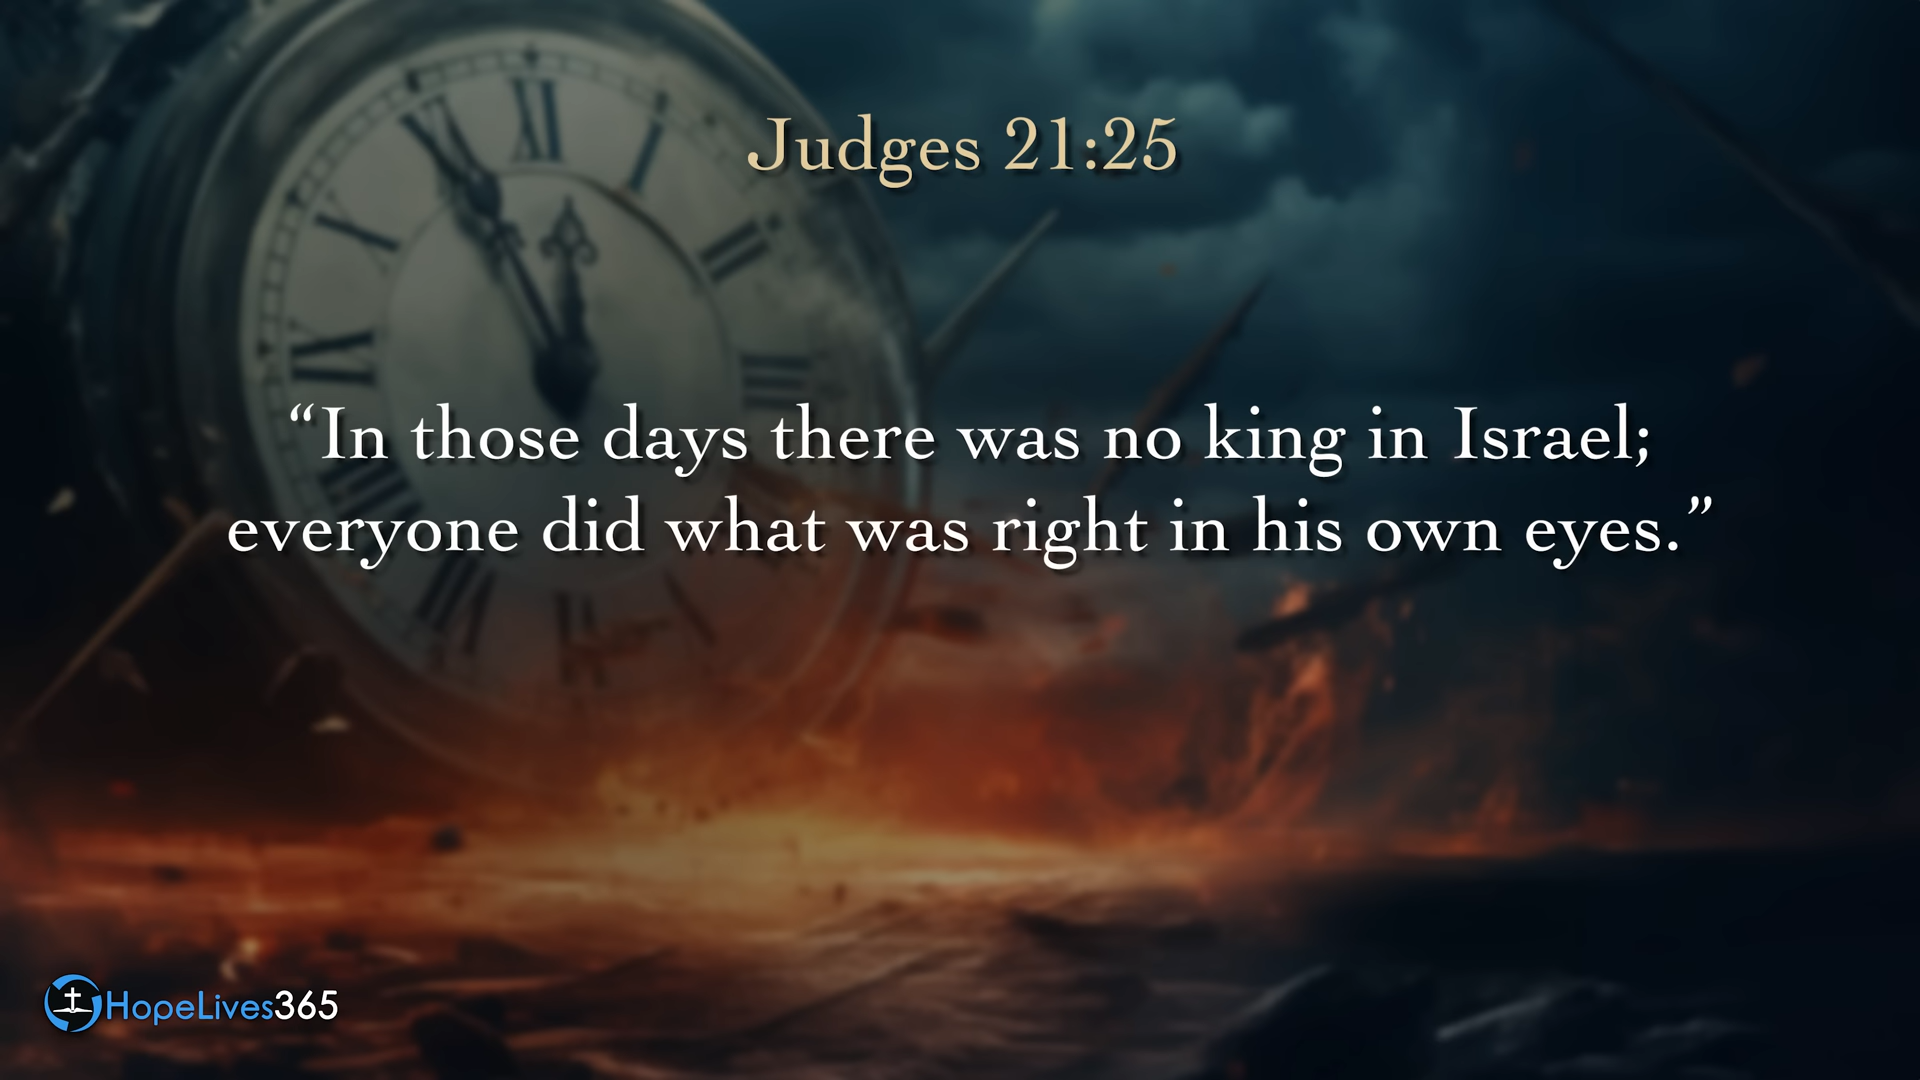 Judges 21:25
“In those days there was no king in Israel;
everyone did what was right in his own eyes.”
HopeLives365